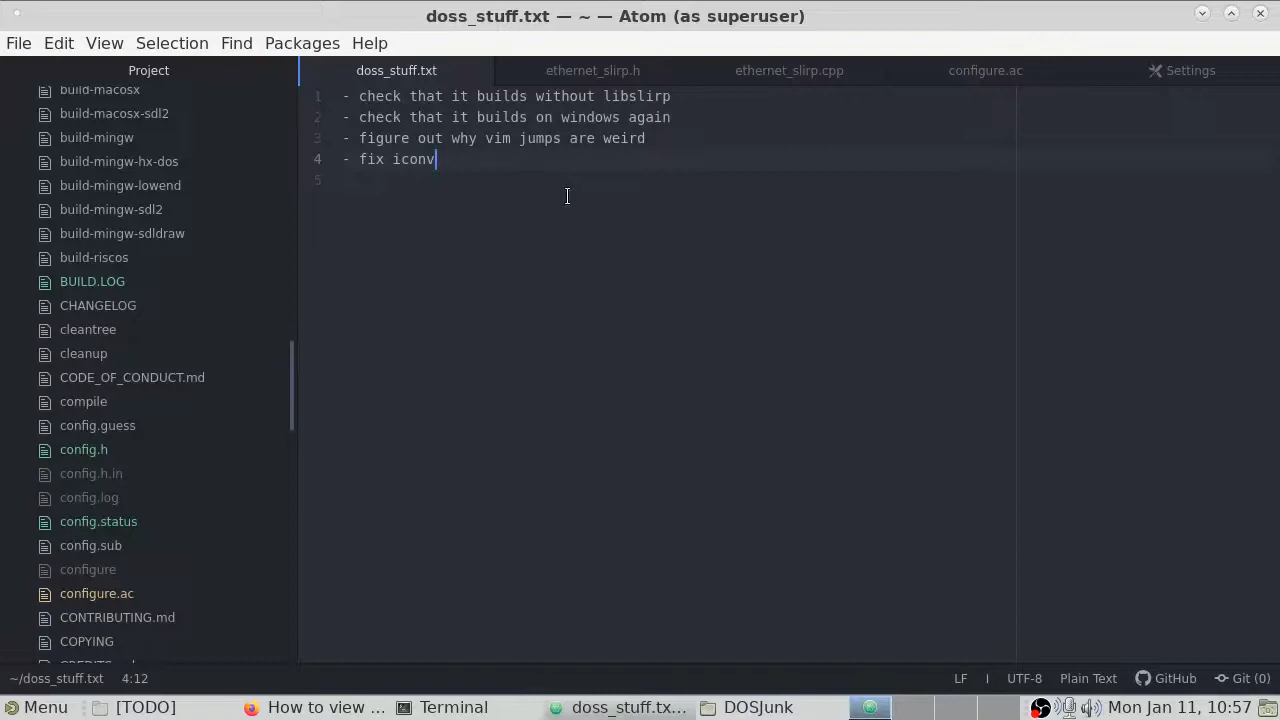 doss_stuff.txt — ~ — Atom (as superuser)
File Edit View Selection Find Packages Help
Project
doss_stuff.txt
ethernet_slirp.h
ethernet_slirp.cpp
configure.ac
Settings
build-macosx
build-macosx-sdl2
build-mingw
build-mingw-hx-dos
build-mingw-lowend
build-mingw-sdl2
build-mingw-sdldraw
build-riscos
BUILD.LOG
CHANGELOG
cleantree
cleanup
CODE_OF_CONDUCT.md
compile
config.guess
config.h
config.h.in
config.log
config.status
config.sub
configure
configure.ac
CONTRIBUTING.md
COPYING
1 - check that it builds without libslirp
2 - check that it builds on windows again
3 - figure out why vim jumps are weird
4 - fix iconv
5
~/doss_stuff.txt 4:12
LF I UTF-8 Plain Text GitHub Git (0)
Menu [TODO] How to view ... Terminal doss_stuff.tx... DOSJunk Mon Jan 11, 10:57